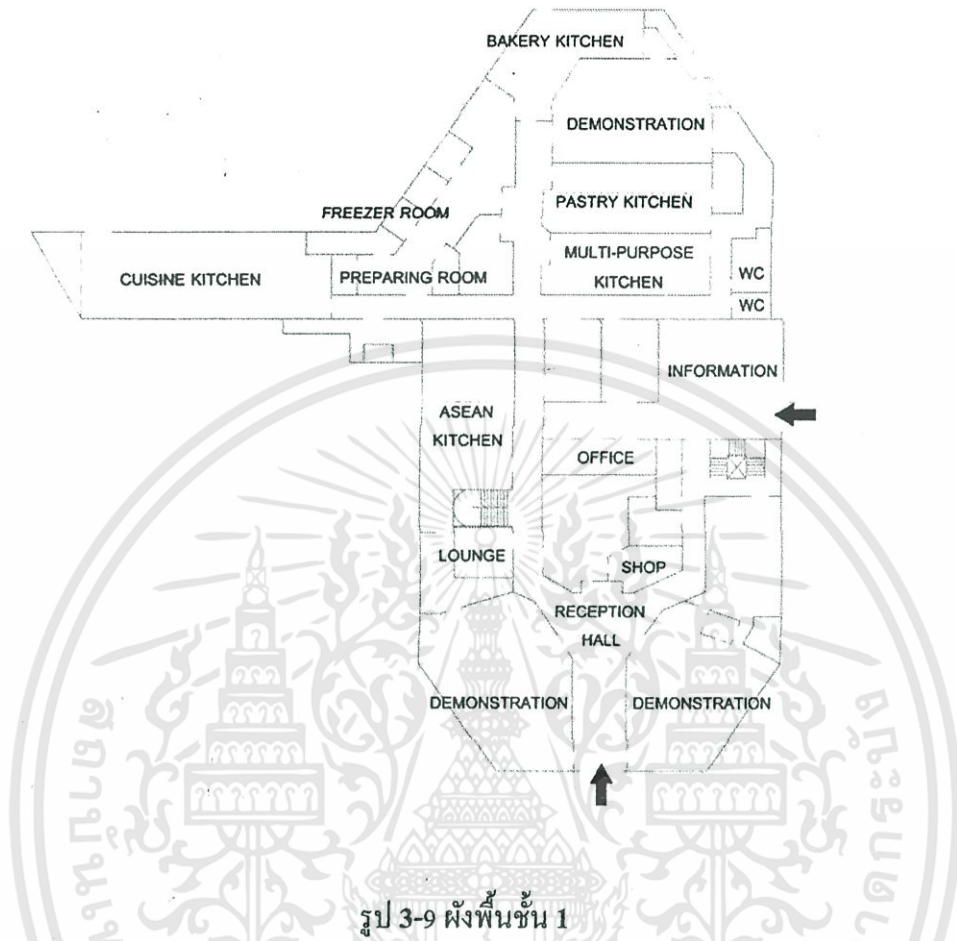 BAKERY KITCHEN
DEMONSTRATION
PASTRY KITCHEN
FREEZER ROOM
MULTI-PURPOSE
KITCHEN
CUISINE KITCHEN
PREPARING ROOM
WC
WC
INFORMATION
ASEAN
KITCHEN
OFFICE
LOUNGE
SHOP
RECEPTION
HALL
DEMONSTRATION
DEMONSTRATION
รูป 3-9 ผังพื้นชั้น 1